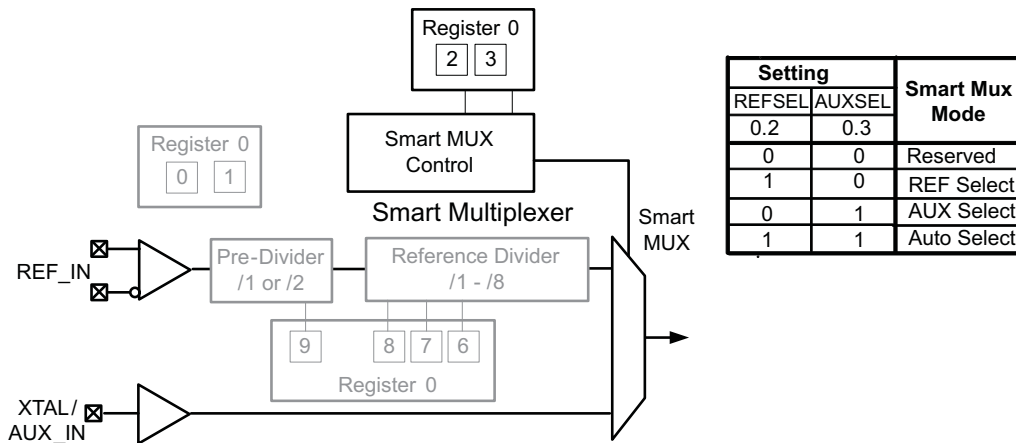 Register 0
2 3
Smart MUX
Control
Register 0
0 1
Smart Multiplexer
Smart
MUX
REF_IN
Pre-Divider
/1 or /2
Reference Divider
/1 - /8
9 8 7 6
Register 0
XTAL/
AUX_IN
Setting Smart Mux
Mode
REFSEL AUXSEL
0.2 0.3
0 0 Reserved
1 0 REF Select
0 1 AUX Select
1 1 Auto Select